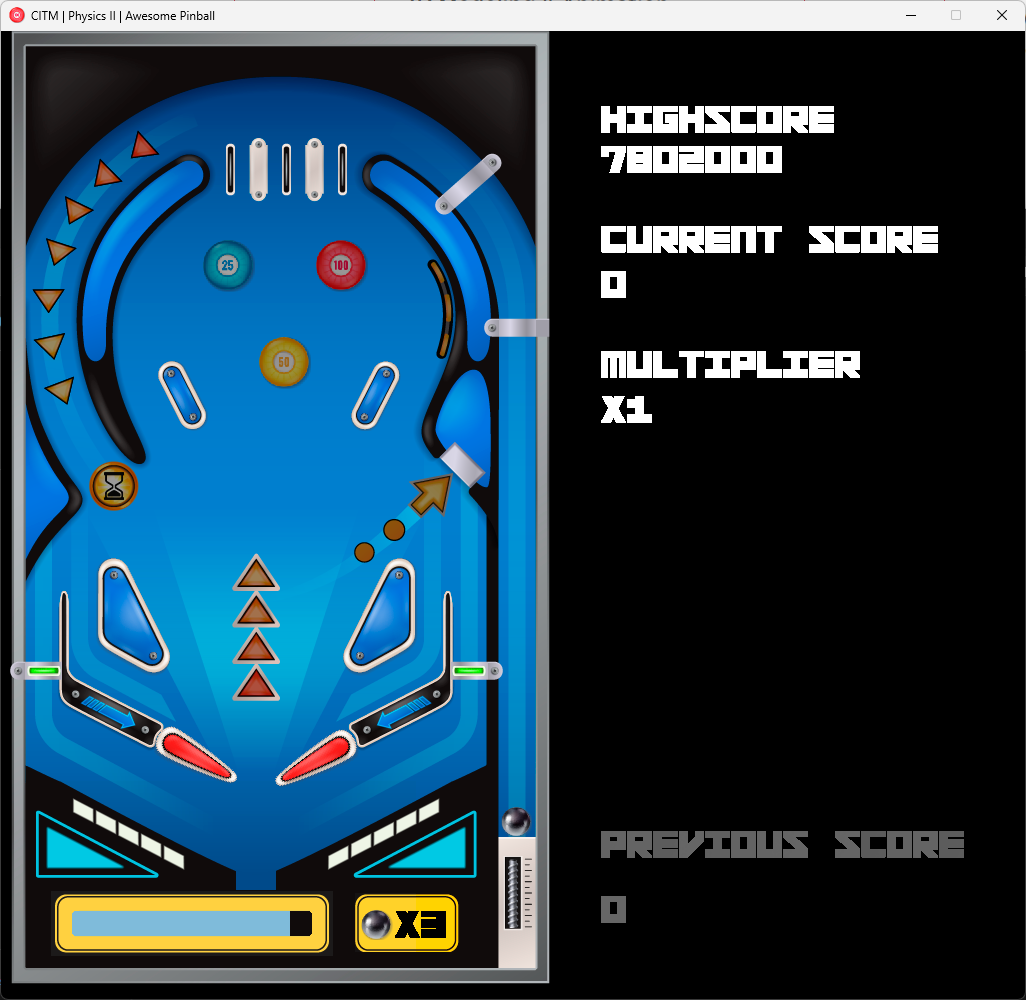 CITM | Physics II | Awesome Pinball
HIGHSCORE
7802000
CURRENT SCORE
0
MULTIPLIER
X1
25
100
50
PREVIOUS SCORE
0
X3